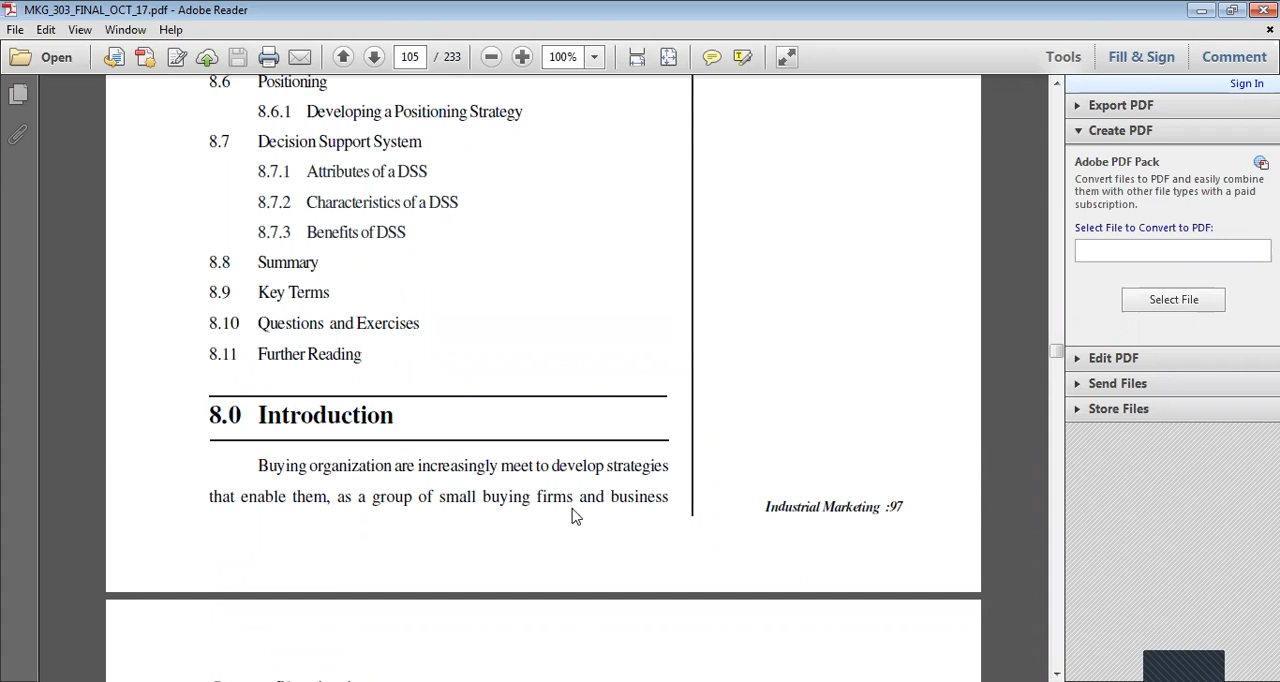 MKG_303_FINAL_OCT_17.pdf - Adobe Reader
File Edit View Window Help
Open 105 / 233 100% Tools Fill & Sign Comment
Sign In
Export PDF
Create PDF
Adobe PDF Pack
Convert files to PDF and easily combine
them with other file types with a paid
subscription.
Select File to Convert to PDF:
Select File
Edit PDF
Send Files
Store Files
8.6 Positioning
8.6.1 Developing a Positioning Strategy
8.7 Decision Support System
8.7.1 Attributes of a DSS
8.7.2 Characteristics of a DSS
8.7.3 Benefits of DSS
8.8 Summary
8.9 Key Terms
8.10 Questions and Exercises
8.11 Further Reading
8.0 Introduction
Buying organization are increasingly meet to develop strategies
that enable them, as a group of small buying firms and business
Industrial Marketing :97